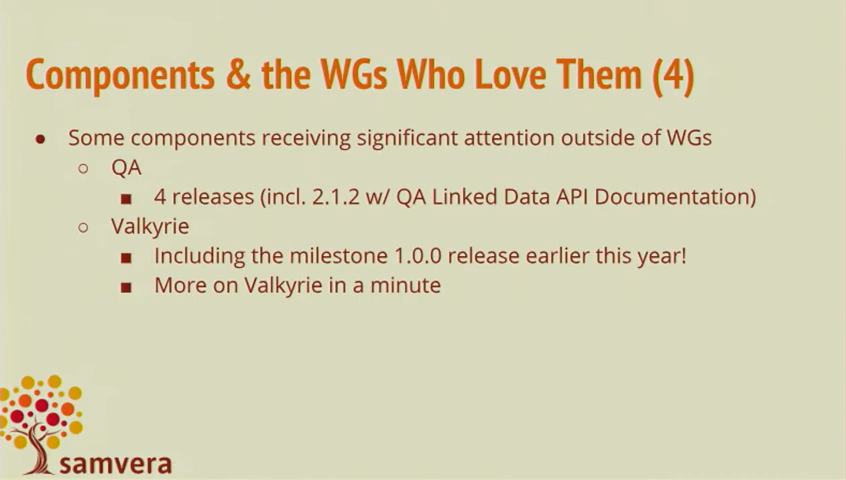 Components & the WGs Who Love Them (4)
● Some components receiving significant attention outside of WGs
○ QA
■ 4 releases (incl. 2.1.2 w/ QA Linked Data API Documentation)
○ Valkyrie
■ Including the milestone 1.0.0 release earlier this year!
■ More on Valkyrie in a minute
samvera